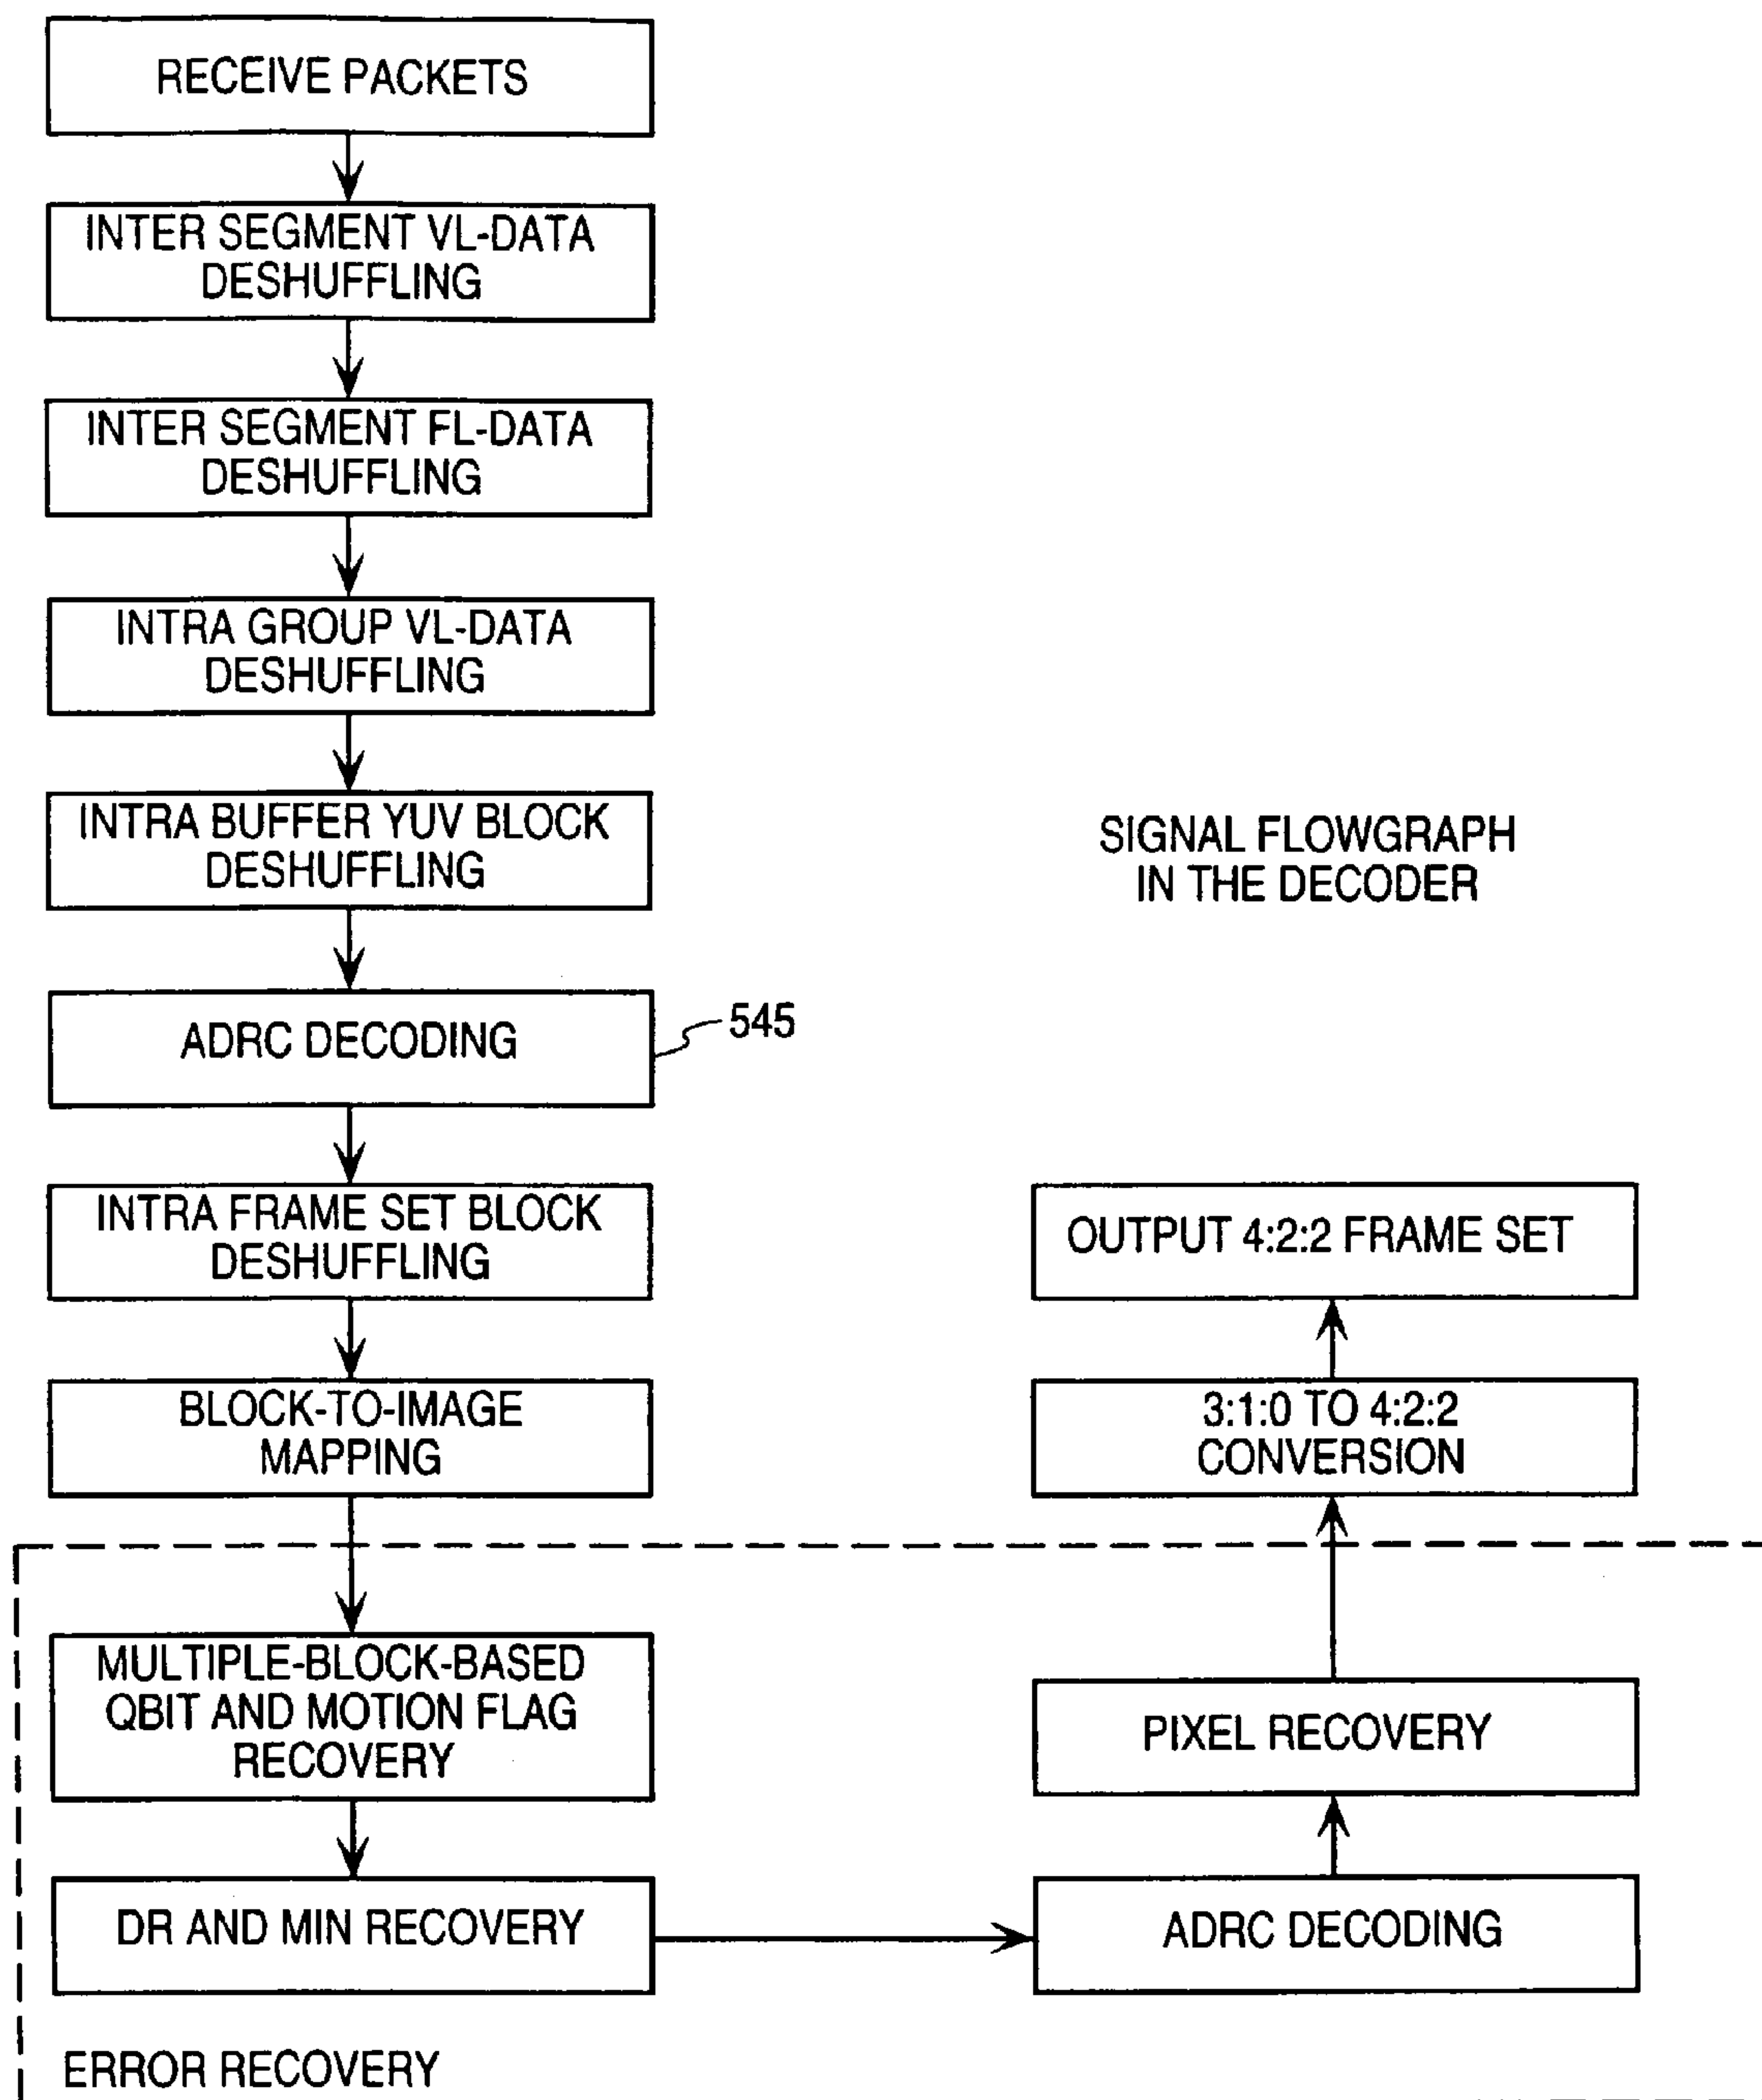 RECEIVE PACKETS
INTER SEGMENT VL-DATA
DESHUFFLING
INTER SEGMENT FL-DATA
DESHUFFLING
INTRA GROUP VL-DATA
DESHUFFLING
INTRA BUFFER YUV BLOCK
DESHUFFLING
SIGNAL FLOWGRAPH
IN THE DECODER
ADRC DECODING
545
INTRA FRAME SET BLOCK
DESHUFFLING
BLOCK-TO-IMAGE
MAPPING
MULTIPLE-BLOCK-BASED
QBIT AND MOTION FLAG
RECOVERY
DR AND MIN RECOVERY
ADRC DECODING
PIXEL RECOVERY
3:1:0 TO 4:2:2
CONVERSION
OUTPUT 4:2:2 FRAME SET
ERROR RECOVERY